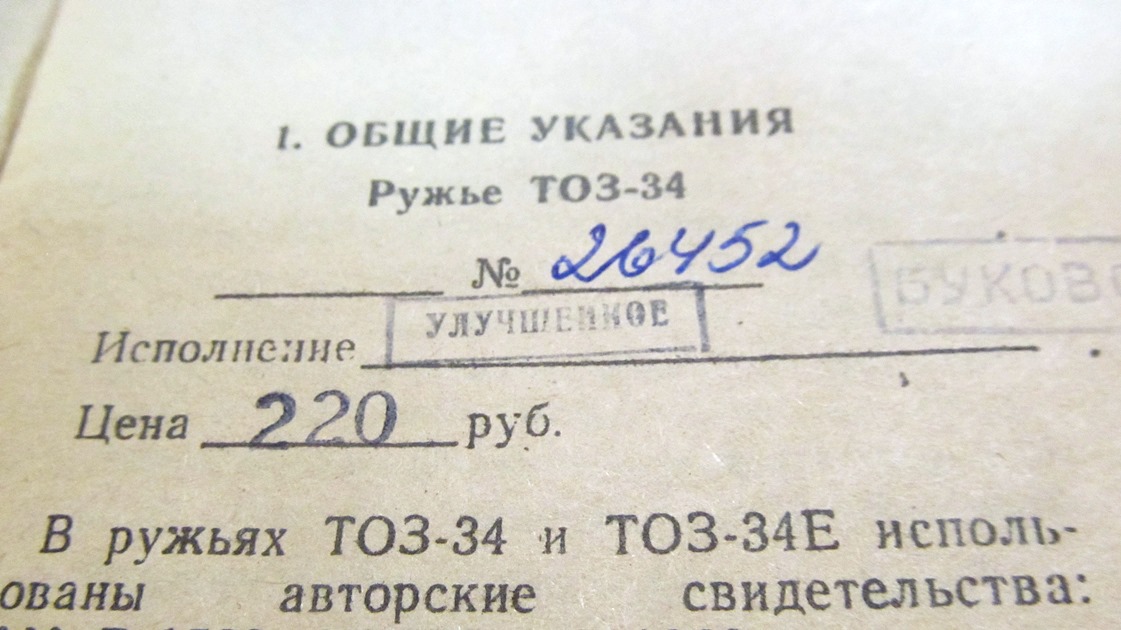 1. ОБЩИЕ УКАЗАНИЯ
Ружье ТОЗ-34
№ 26452
Исполнение УЛУЧШЕННОЕ
Цена 220 руб.
В ружьях ТОЗ-34 и ТОЗ-34Е исполь-
ованы авторские свидетельства: